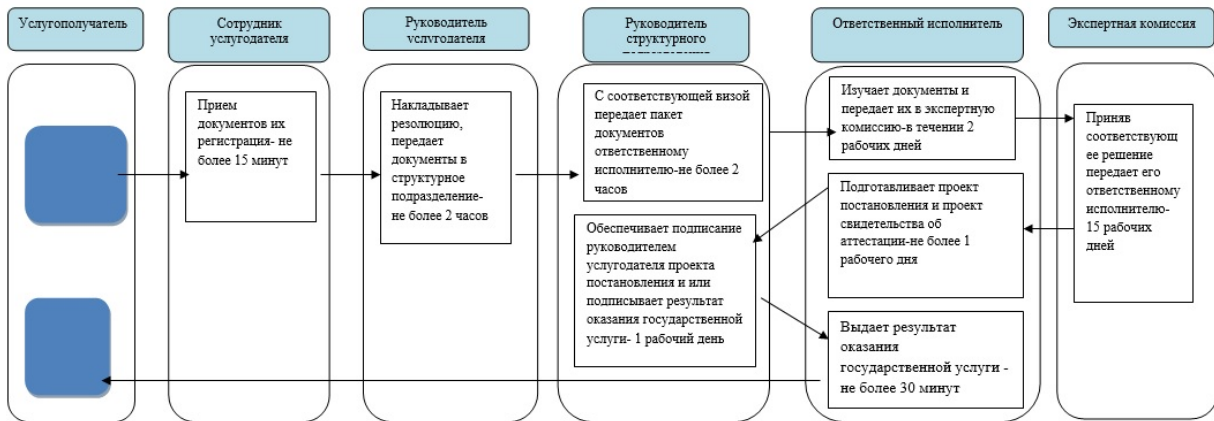 Услугополучатель
Сотрудник
услугодателя
Руководитель
услугодателя
Руководитель
структурного
Ответственный исполнитель
Экспертная комиссия
Прием
документов их
регистрация- не
более 15 минут
Накладывает
резолюцию,
передает
документы в
структурное
подразделение-
не более 2 часов
С соответствующей визой
передает пакет
документов
ответственному
исполнителю-не более 2
часов
Обеспечивает подписание
руководителем
услугодателя проекта
постановления и или
подписывает результат
оказания государственной
услуги- 1 рабочий день
Изучает документы и
передает их в экспертную
комиссию-в течении 2
рабочих дней
Подготавливает проект
постановления и проект
свидетельства об
аттестации-не более 1
рабочего дня
Выдает результат
оказания
государственной услуги -
не более 30 минут
Приняв
соответствующ
ее решение
передает его
ответственному
исполнителю-
15 рабочих
дней